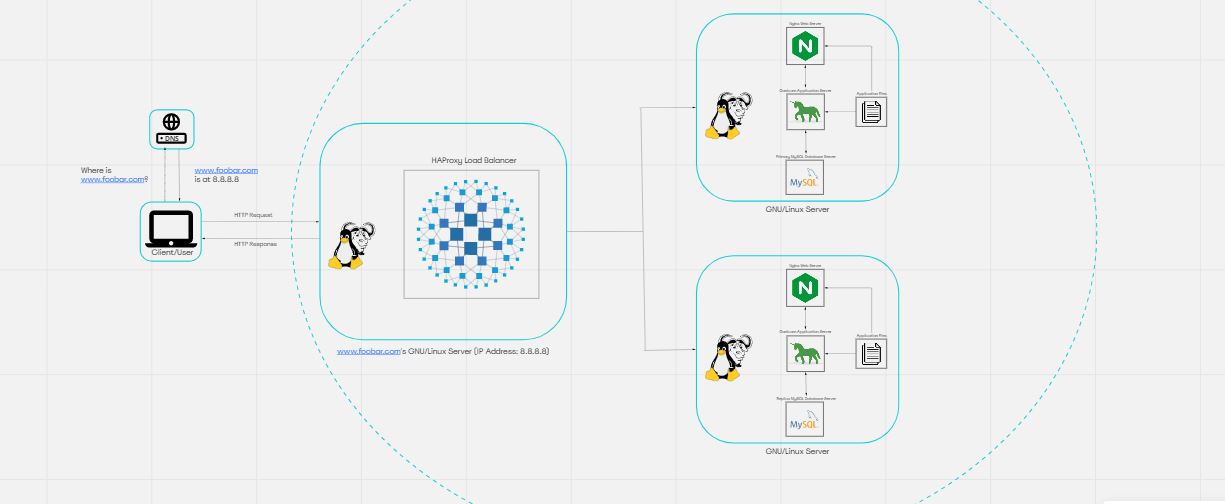 DNS
Where is
www.foobar.com?
www.foobar.com
is at 8.8.8.8
HTTP Request
HTTP Response
Client/User
HAProxy Load Balancer
www.foobar.com's GNU/Linux Server (IP Address: 8.8.8.8)
Nginx Web Server
N
Application Server
Application Files
Primary MySQL Database Server
MySQL
GNU/Linux Server
Nginx Web Server
N
Application Server
Application Files
Replica MySQL Database Server
MySQL
GNU/Linux Server